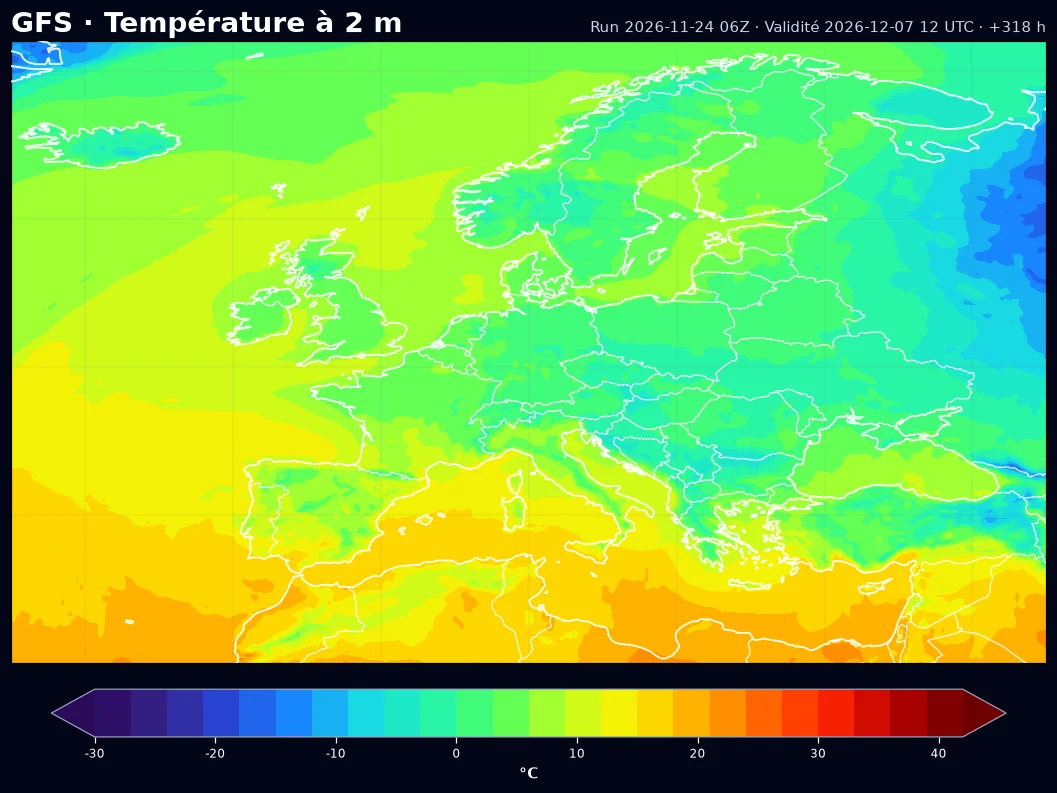 GFS · Température à 2 m
Run 2026-11-24 06Z · Validité 2026-12-07 12 UTC · +318 h
-30 -20 -10 0 10 20 30 40
°C